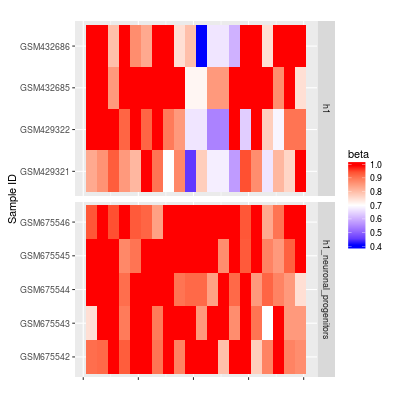 GSM432686
GSM432685
GSM429322
GSM429321
h1
GSM675546
GSM675545
GSM675544
GSM675543
GSM675542
h1_neuronal_progenitors
Sample ID
beta
1.0
0.9
0.8
0.7
0.6
0.5
0.4